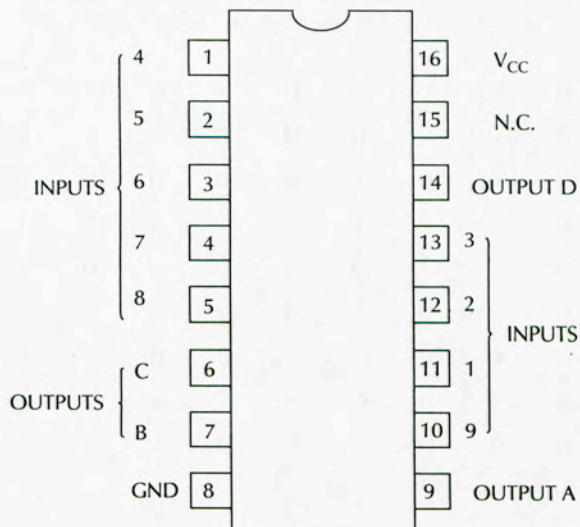 4 1 16 VCC
5 2 15 N.C.
INPUTS 6 3 14 OUTPUT D
7 4 13 3
8 5 12 2 INPUTS
C 6 11 1
OUTPUTS
B 7 10 9
GND 8 9 OUTPUT A